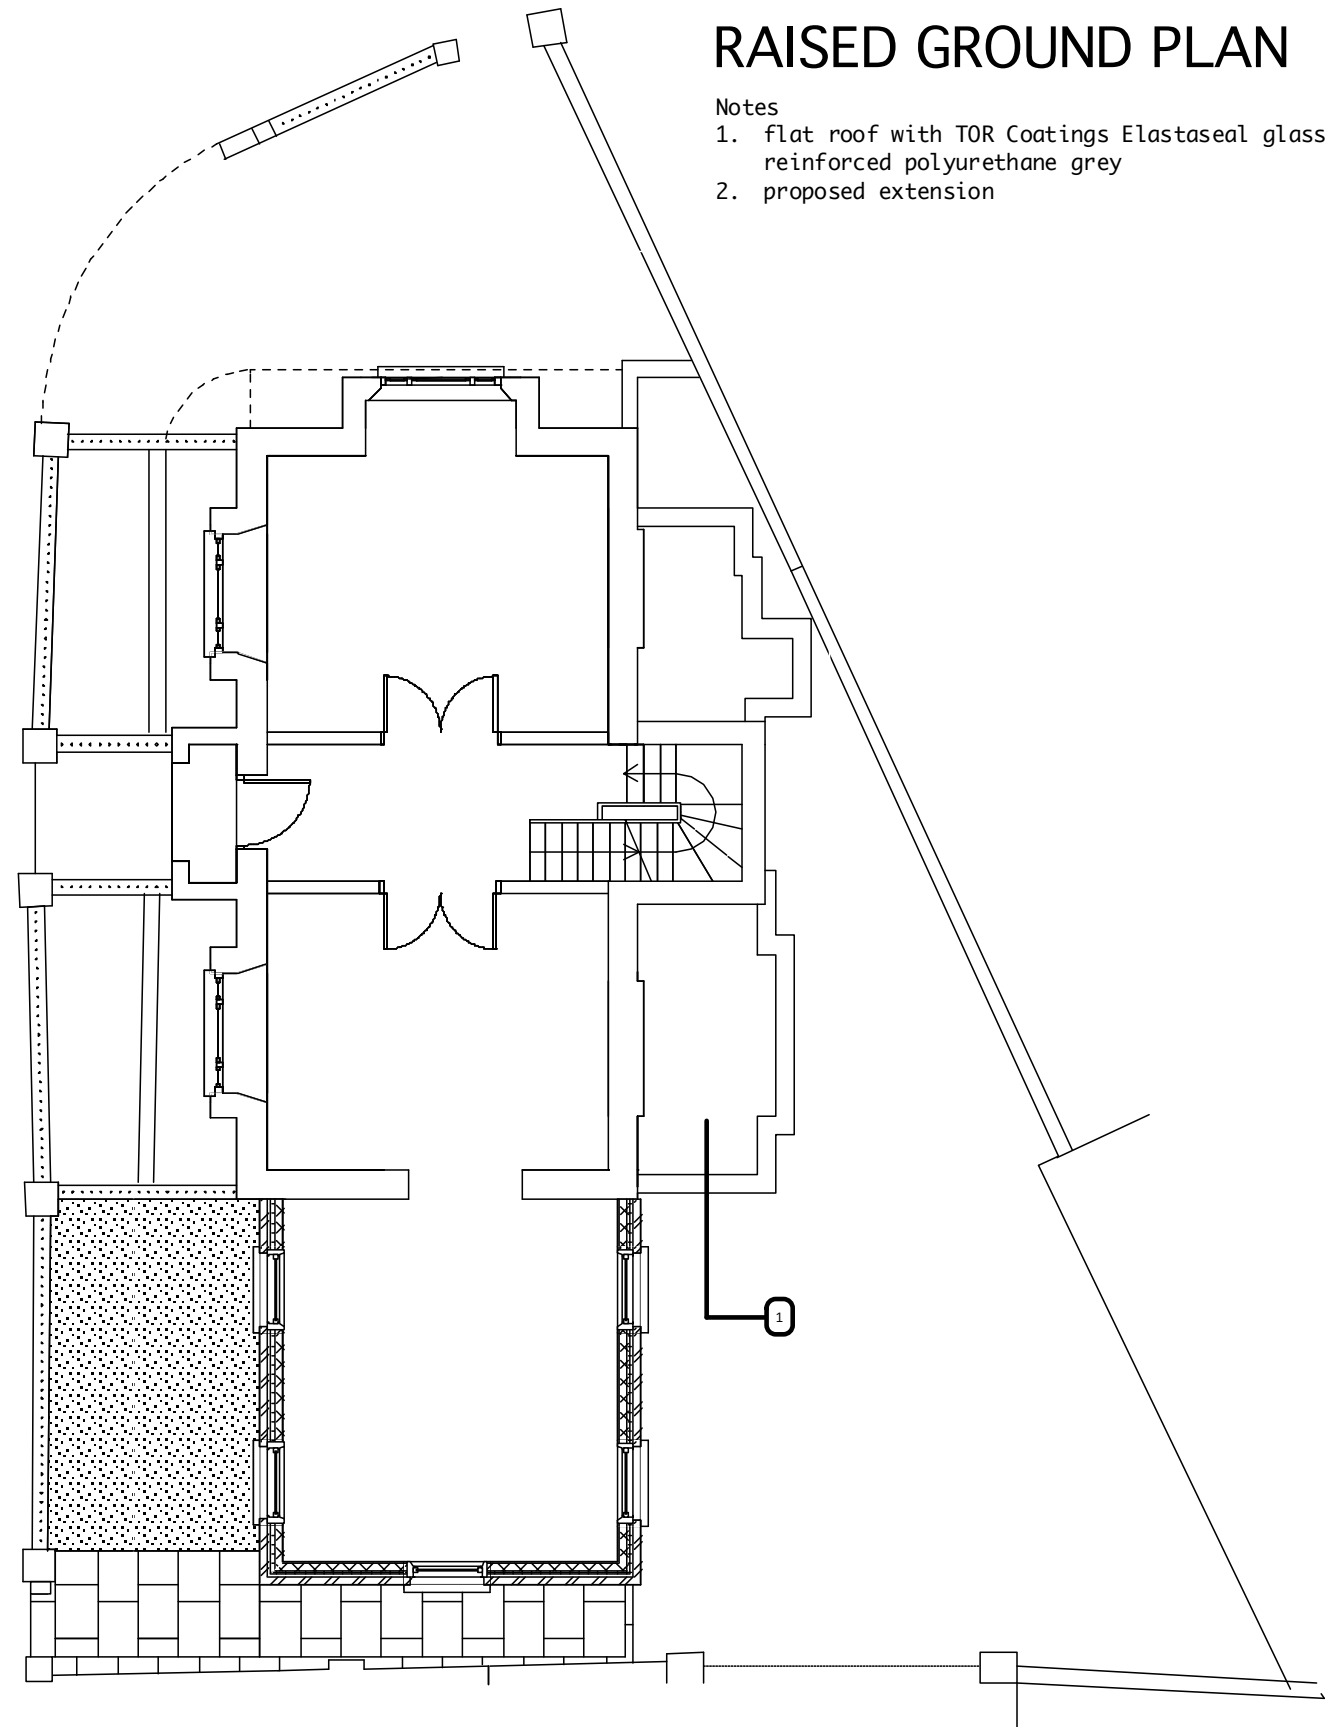 RAISED GROUND PLAN
Notes
1. flat roof with TOR Coatings Elastaseal glass
reinforced polyurethane grey
2. proposed extension
1